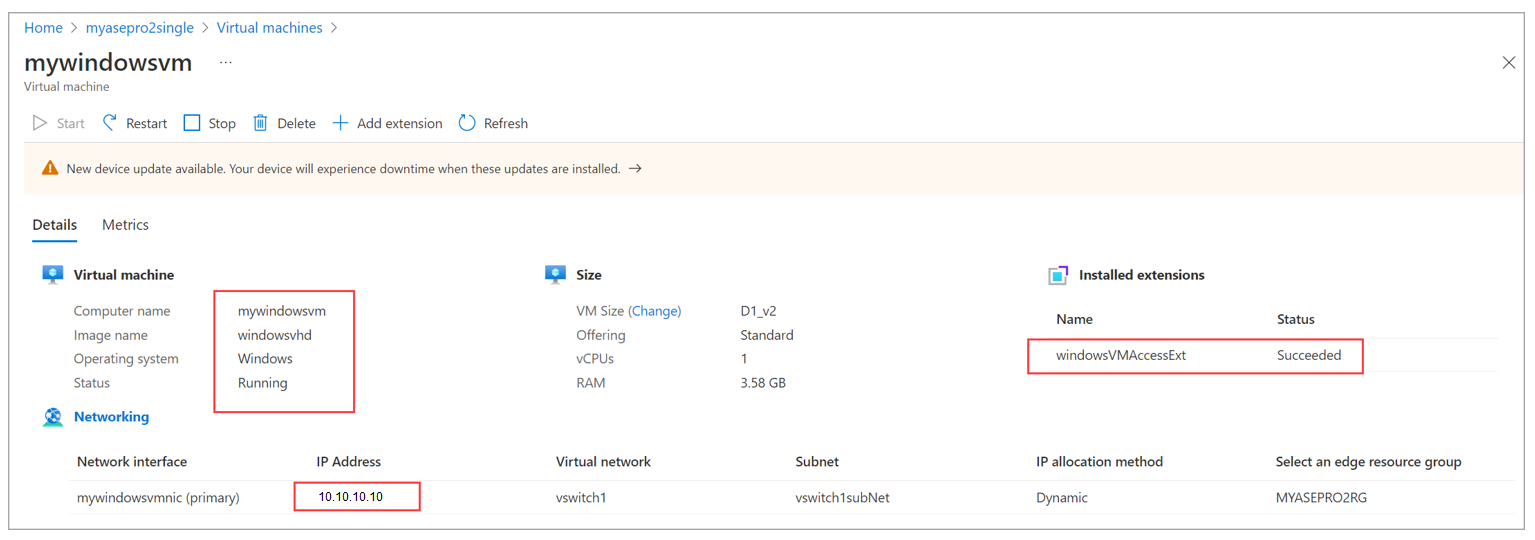 Home > myasepro2single > Virtual machines >
mywindowsvm ...
Virtual machine
Start Restart Stop Delete Add extension Refresh
New device update available. Your device will experience downtime when these updates are installed. →
Details Metrics
Virtual machine
Computer name mywindowsvm
Image name windowsvhd
Operating system Windows
Status Running
Size
VM Size (Change) D1_v2
Offering Standard
vCPUs 1
RAM 3.58 GB
Installed extensions
Name Status
windowsVMAccessExt Succeeded
Networking
Network interface IP Address Virtual network Subnet IP allocation method Select an edge resource group
mywindowsvmnic (primary) 10.10.10.10 vswitch1 vswitch1subNet Dynamic MYASEPRO2RG